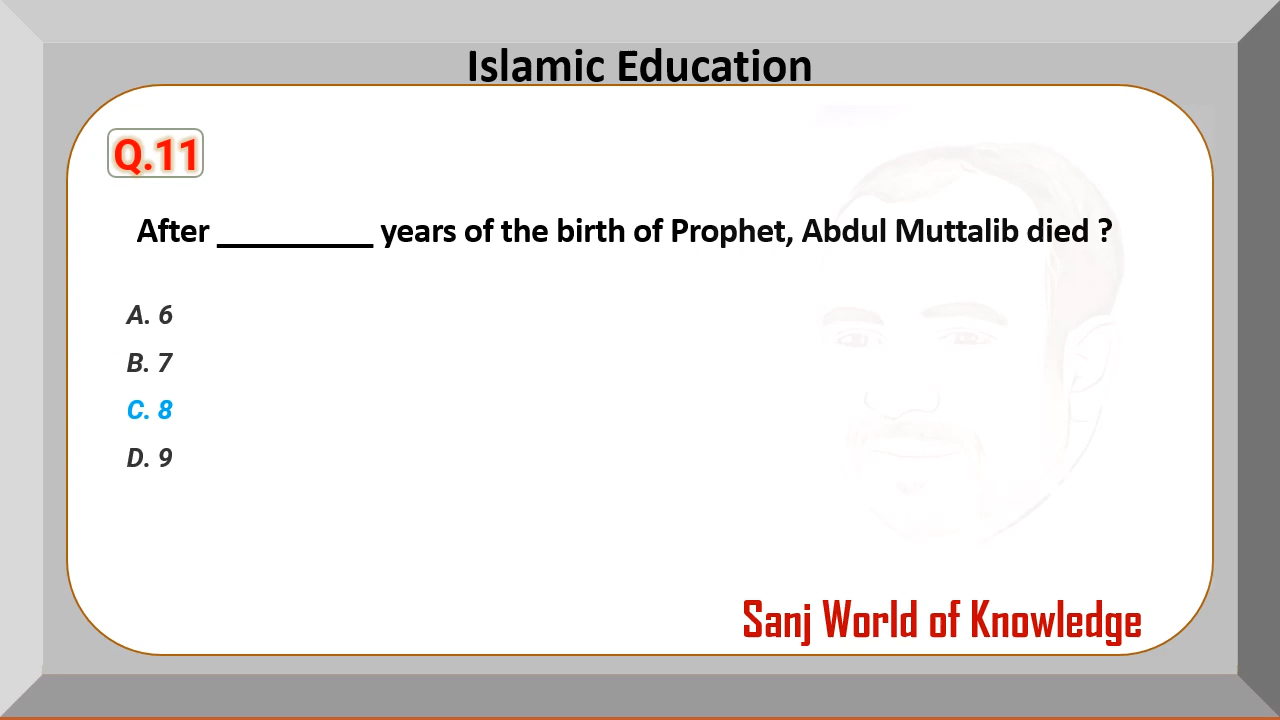 Islamic Education
Q.11
After __________ years of the birth of Prophet, Abdul Muttalib died ?
A. 6
B. 7
C. 8
D. 9
Sanj World of Knowledge